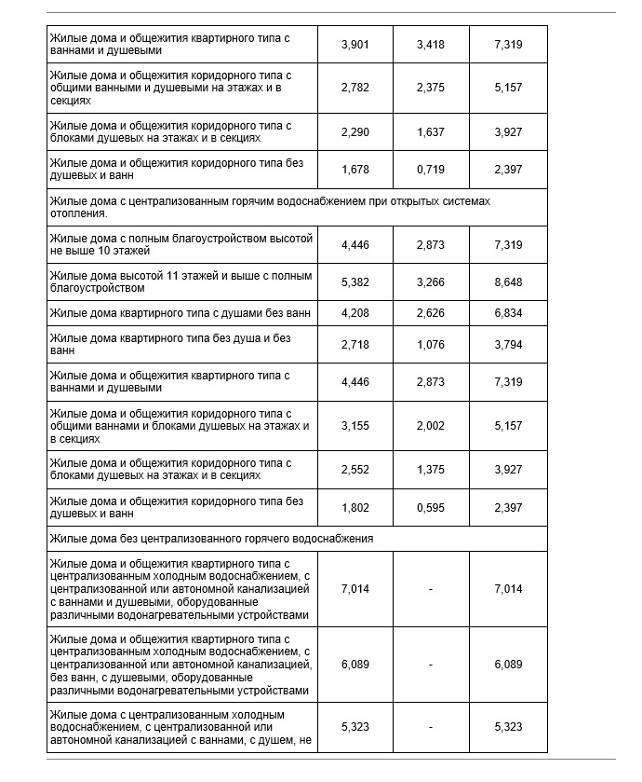 Жилые дома и общежития квартирного типа с
ваннами и душевыми
3,901 3,418 7,319
Жилые дома и общежития коридорного типа с
общими ванными и душевыми на этажах и в
секциях
2,782 2,375 5,157
Жилые дома и общежития коридорного типа с
блоками душевых на этажах и в секциях
2,290 1,637 3,927
Жилые дома и общежития коридорного типа без
душевых и ванн
1,678 0,719 2,397
Жилые дома с централизованным горячим водоснабжением при открытых системах
отопления.
Жилые дома с полным благоустройством высотой
не выше 10 этажей
4,446 2,873 7,319
Жилые дома высотой 11 этажей и выше с полным
благоустройством
5,382 3,266 8,648
Жилые дома квартирного типа с душами без ванн
4,208 2,626 6,834
Жилые дома квартирного типа без душа и без
ванн
2,718 1,076 3,794
Жилые дома и общежития квартирного типа с
ваннами и душевыми
4,446 2,873 7,319
Жилые дома и общежития коридорного типа с
общими ваннами и блоками душевых на этажах и
в секциях
3,155 2,002 5,157
Жилые дома и общежития коридорного типа с
блоками душевых на этажах и в секциях
2,552 1,375 3,927
Жилые дома и общежития коридорного типа без
душевых и ванн
1,802 0,595 2,397
Жилые дома без централизованного горячего водоснабжения
Жилые дома и общежития квартирного типа с
централизованным холодным водоснабжением, с
централизованной или автономной канализацией
с ваннами и душевыми, оборудованные
различными водонагревательными устройствами
7,014 - 7,014
Жилые дома и общежития квартирного типа с
централизованным холодным водоснабжением, с
централизованной или автономной канализацией,
без ванн, с душевыми, оборудованные
различными водонагревательными устройствами
6,089 - 6,089
Жилые дома с централизованным холодным
водоснабжением, с централизованной или
автономной канализацией с ваннами, с душем, не
5,323 - 5,323